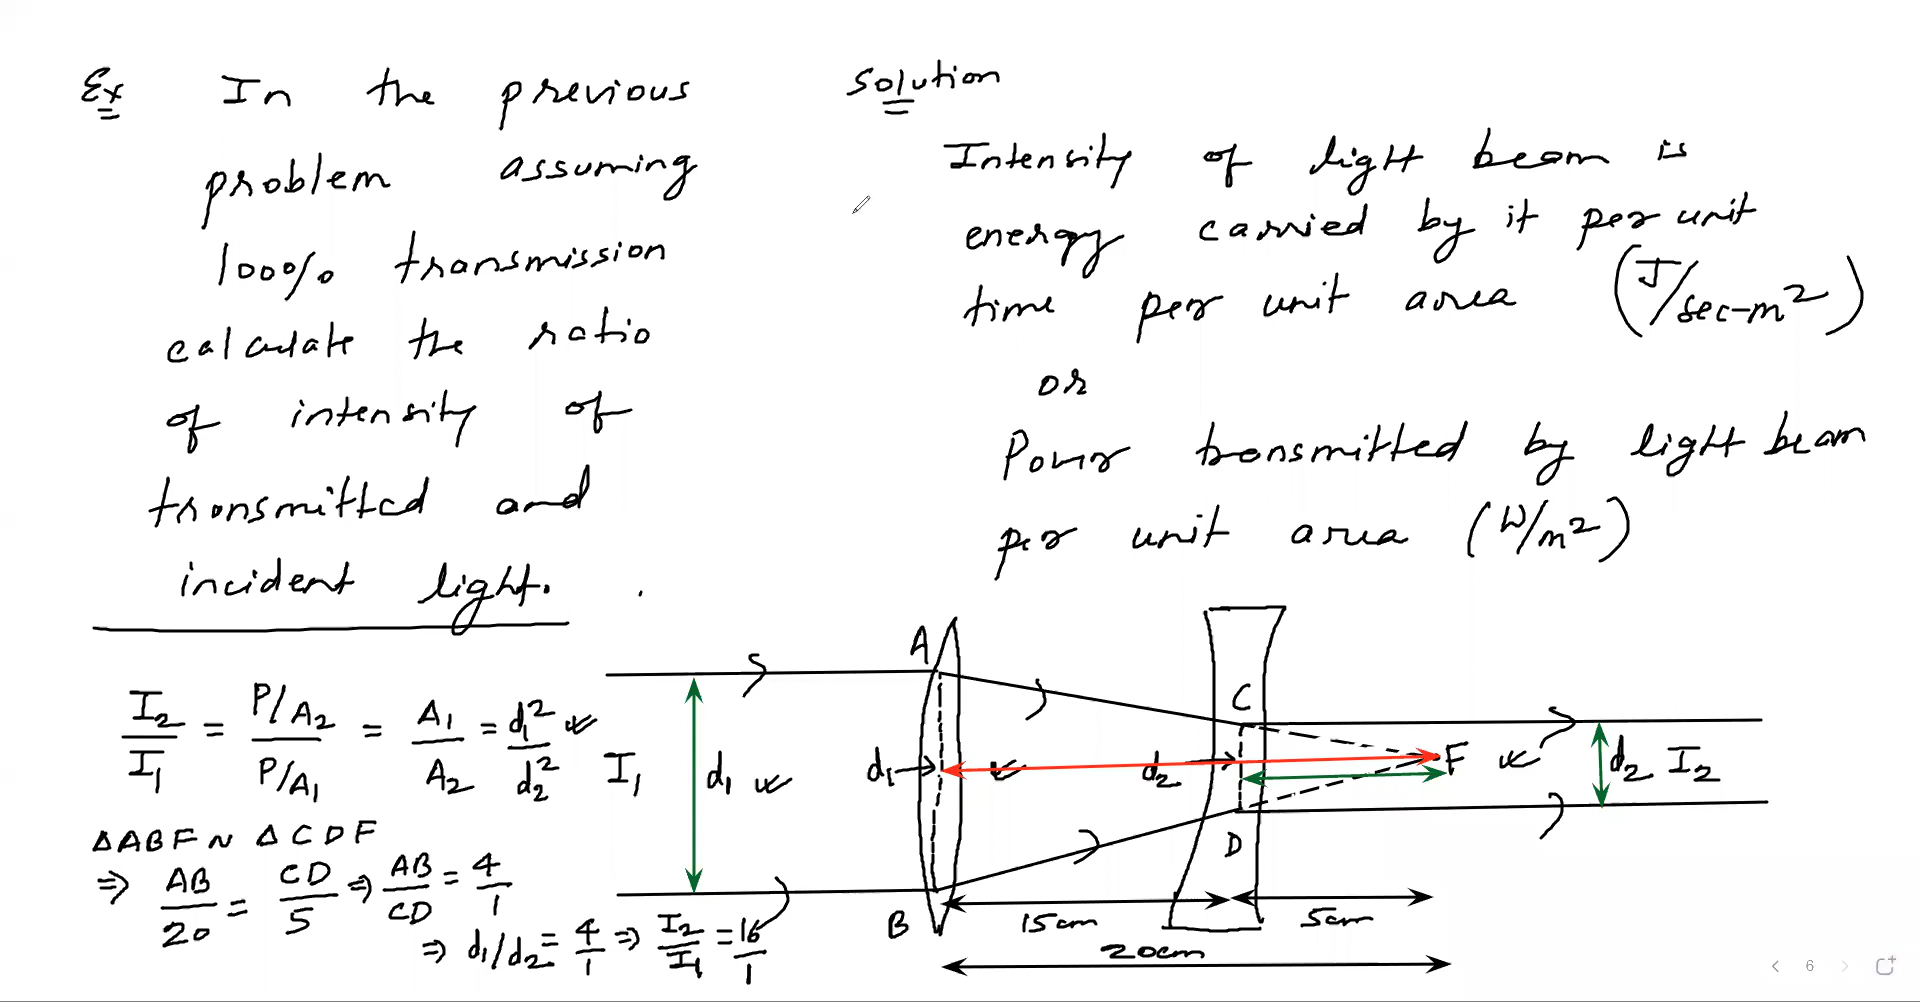 Ex In the previous
problem assuming
100% transmission
calculate the ratio
of intensity of
transmitted and
incident light.
Solution
Intensity of light beam is
energy carried by it per unit
time per unit area (J/sec-m²)
or
Power transmitted by light beam
per unit area (W/m²)
I₂/I₁ = (P/A₂)/(P/A₁) = A₁/A₂ = d₁²/d₂²
△ABF ~ △CDF
⇒ AB/20 = CD/5 ⇒ AB/CD = 4/1
⇒ d₁/d₂ = 4/1 ⇒ I₂/I₁ = 16/1
A
C
I₁ d₁ d₁ d₂ F d₂ I₂
D
B 15cm 5cm
20cm
6